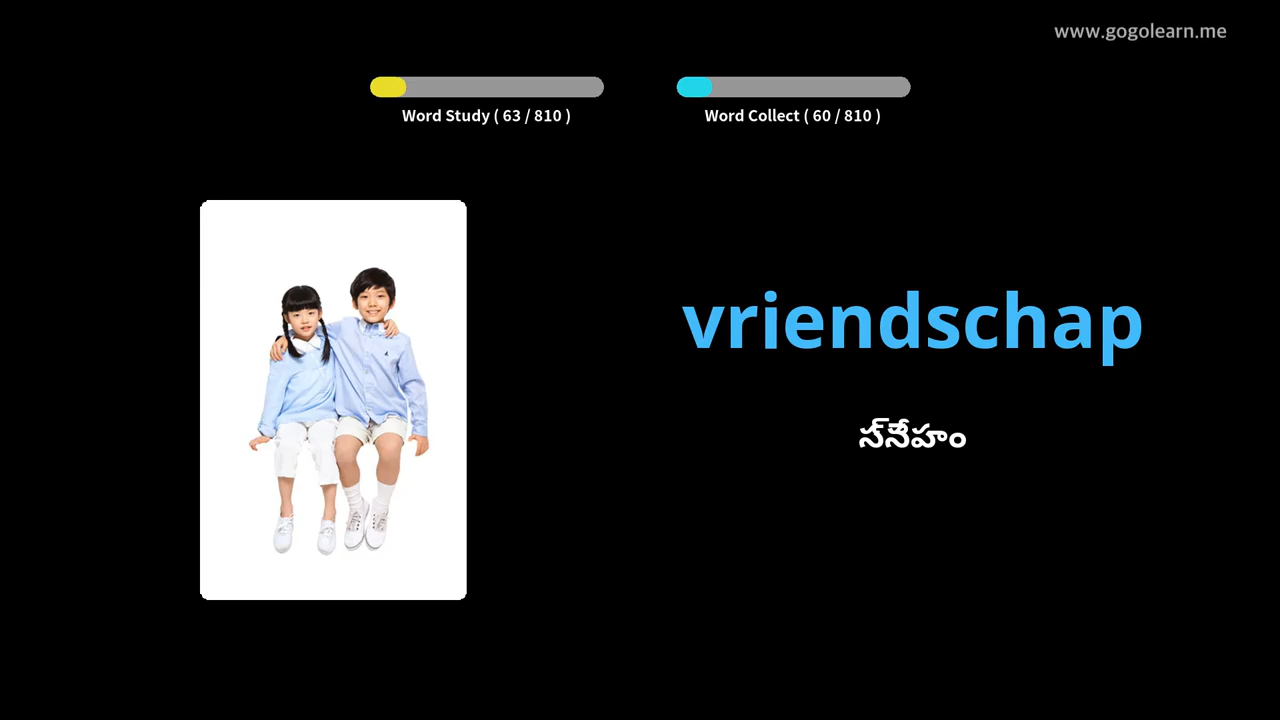 www.gogolearn.me
Word Study ( 63 / 810 )
Word Collect ( 60 / 810 )
vriendschap
స్‌నేహం